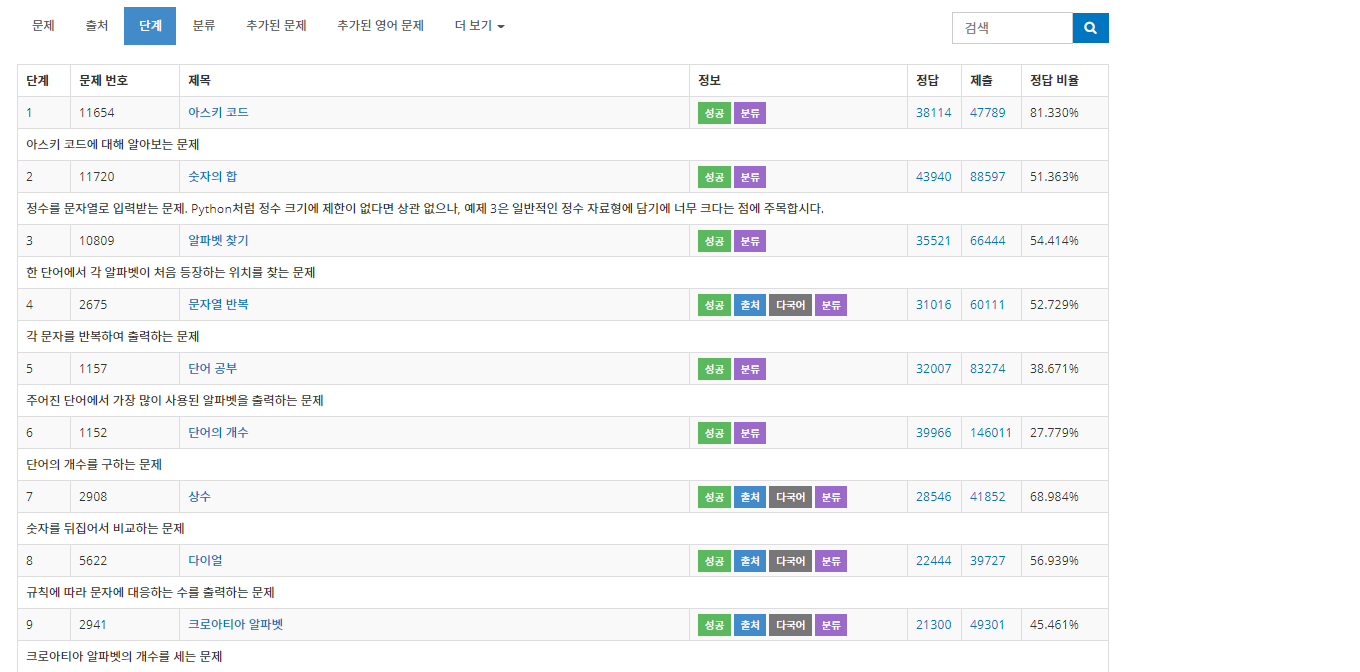 문제 출처 단계 분류 추가된 문제 추가된 영어 문제 더 보기 검색
단계 문제 번호 제목 정보 정답 제출 정답 비율
1 11654 아스키 코드 성공 분류 38114 47789 81.330%
아스키 코드에 대해 알아보는 문제
2 11720 숫자의 합 성공 분류 43940 88597 51.363%
정수를 문자열로 입력받는 문제. Python처럼 정수 크기에 제한이 없다면 상관 없으나, 예제 3은 일반적인 정수 자료형에 담기에 너무 크다는 점에 주목합시다.
3 10809 알파벳 찾기 성공 분류 35521 66444 54.414%
한 단어에서 각 알파벳이 처음 등장하는 위치를 찾는 문제
4 2675 문자열 반복 성공 출처 다국어 분류 31016 60111 52.729%
각 문자를 반복하여 출력하는 문제
5 1157 단어 공부 성공 분류 32007 83274 38.671%
주어진 단어에서 가장 많이 사용된 알파벳을 출력하는 문제
6 1152 단어의 개수 성공 분류 39966 146011 27.779%
단어의 개수를 구하는 문제
7 2908 상수 성공 출처 다국어 분류 28546 41852 68.984%
숫자를 뒤집어서 비교하는 문제
8 5622 다이얼 성공 출처 다국어 분류 22444 39727 56.939%
규칙에 따라 문자에 대응하는 수를 출력하는 문제
9 2941 크로아티아 알파벳 성공 출처 다국어 분류 21300 49301 45.461%
크로아티아 알파벳의 개수를 세는 문제